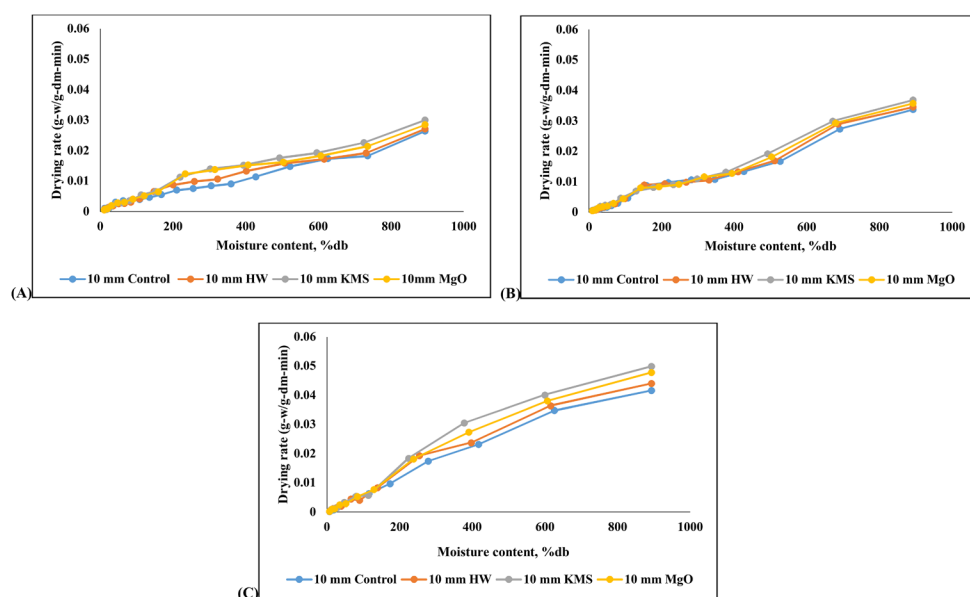 0.06
0.05
0.04
0.03
0.02
0.01
0
Drying rate (g-w/g-dm-min)
0 200 400 600 800 1000
Moisture content, %db
10 mm Control 10 mm HW 10 mm KMS 10mm MgO
(A)
0.06
0.05
0.04
0.03
0.02
0.01
0
Drying rate (g-w/g-dm-min)
0 200 400 600 800 1000
Moisture content, %db
10 mm Control 10 mm HW 10 mm KMS 10 mm MgO
(B)
0.06
0.05
0.04
0.03
0.02
0.01
0
Drying rate (g-w/g-dm-min)
0 200 400 600 800 1000
Moisture content, %db
10 mm Control 10 mm HW 10 mm KMS 10 mm MgO
(C)